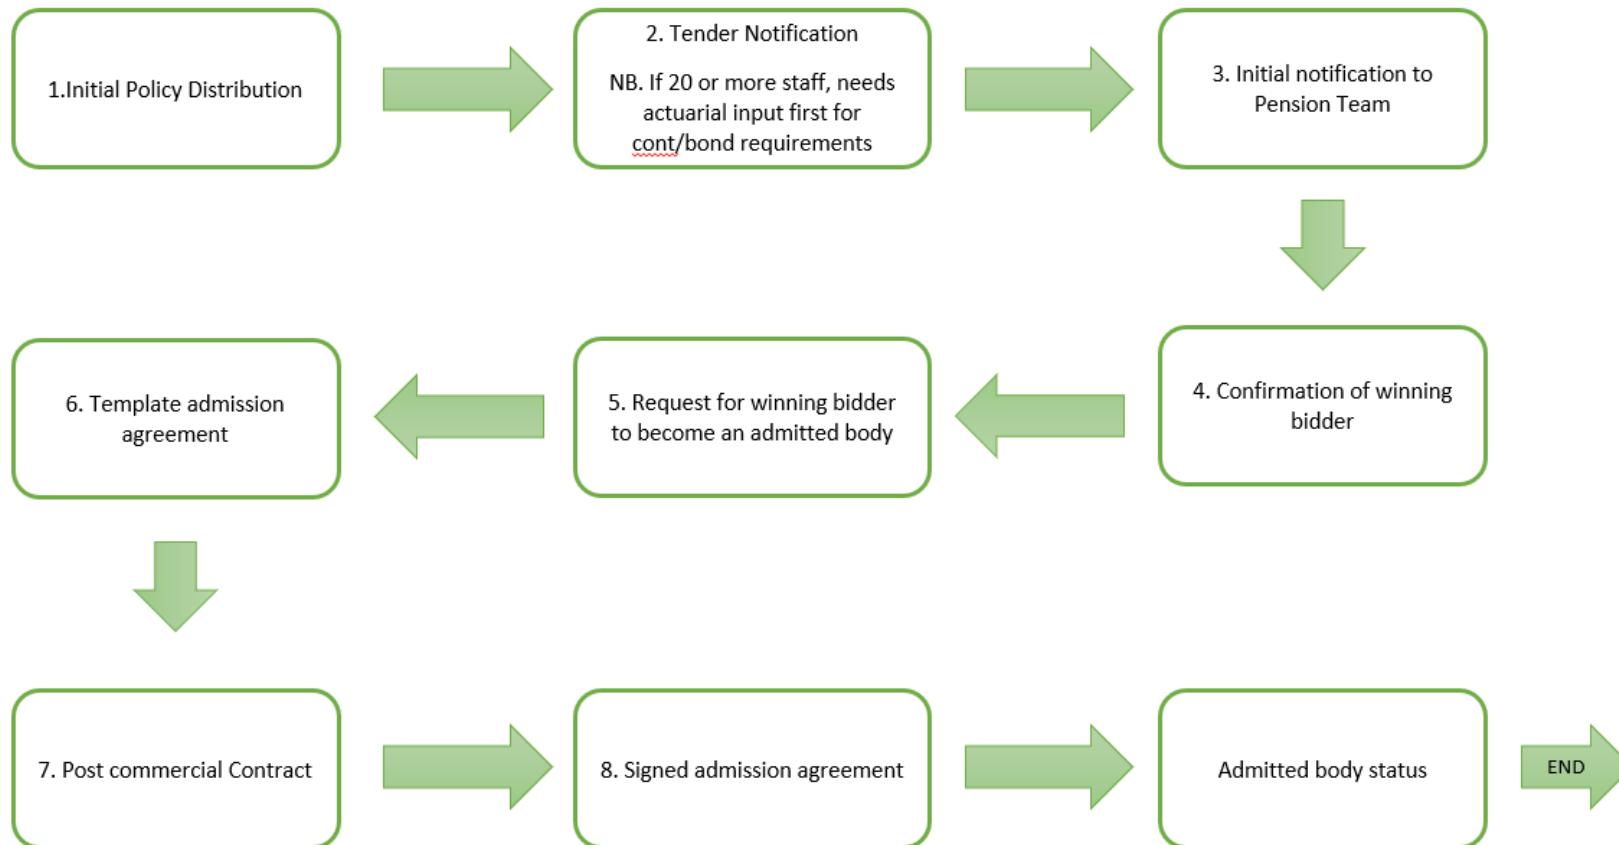 1.Initial Policy Distribution
2. Tender Notification
NB. If 20 or more staff, needs
actuarial input first for
cont/bond requirements
3. Initial notification to
Pension Team
4. Confirmation of winning
bidder
5. Request for winning bidder
to become an admitted body
6. Template admission
agreement
7. Post commercial Contract
8. Signed admission agreement
Admitted body status
END